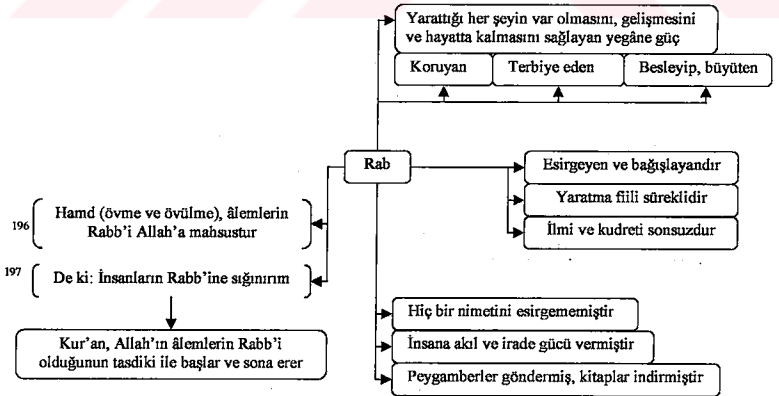 Yarattığı her şeyin var olmasını, gelişmesini
ve hayatta kalmasını sağlayan yegâne güç
Koruyan
Terbiye eden
Besleyip, büyüten
Rab
Esirgeyen ve bağışlayandır
Yaratma fiili süreklidir
İlmi ve kudreti sonsuzdur
196
Hamd (övme ve övülme), âlemlerin
Rabb'i Allah'a mahsustur
197
De ki: İnsanların Rabb'ine sığınırım
Kur'an, Allah'ın âlemlerin Rabb'i
olduğunun tasdiki ile başlar ve sona erer
Hiç bir nimetini esirgememiştir
İnsana akıl ve irade gücü vermiştir
Peygamberler göndermiş, kitaplar indirmiştir